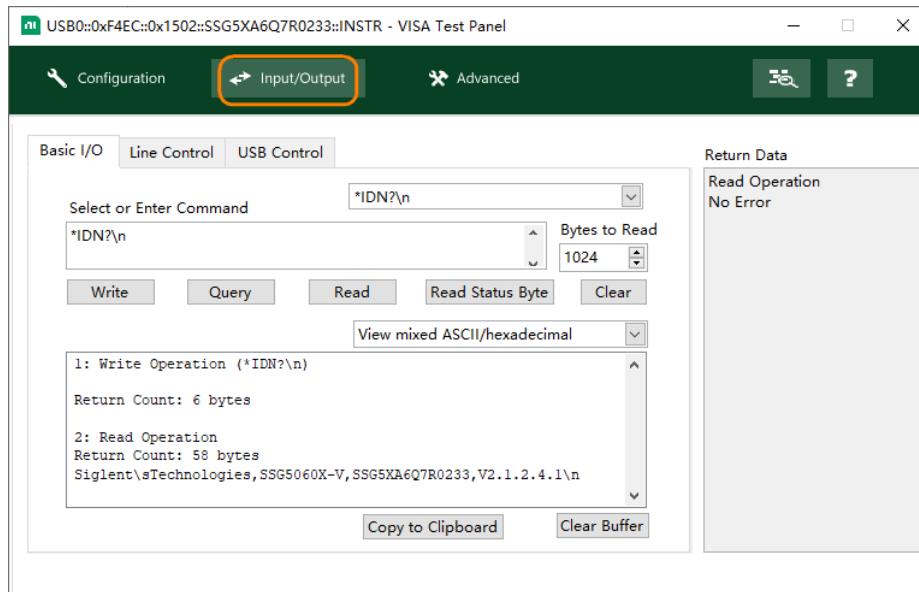 USB0::0xF4EC::0x1502::SSG5XA6Q7R0233::INSTR - VISA Test Panel
Configuration
Input/Output
Advanced
?
Basic I/O
Line Control
USB Control
Return Data
Select or Enter Command
*IDN?\n
*IDN?\n
Bytes to Read
1024
Write
Query
Read
Read Status Byte
Clear
View mixed ASCII/hexadecimal
1: Write Operation (*IDN?\n)
Return Count: 6 bytes
2: Read Operation
Return Count: 58 bytes
Siglent\sTechnologies,SSG5060X-V,SSG5XA6Q7R0233,V2.1.2.4.1\n
Copy to Clipboard
Clear Buffer
Read Operation
No Error